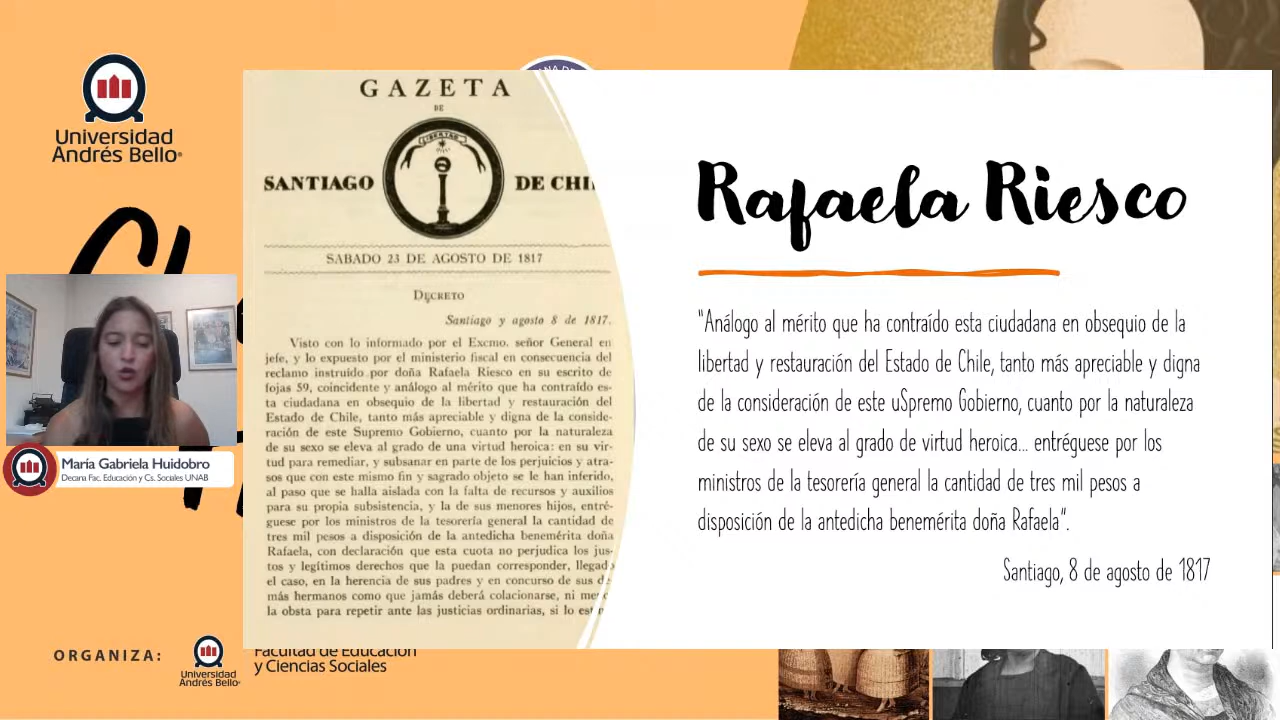 Universidad
Andrés Bello
GAZETA
DE
LIBERTAD
SANTIAGO
DE CHI
SABADO 23 DE AGOSTO DE 1817
DECRETO
Santiago y agosto 8 de 1817.
Visto con lo informado por el Excmo. señor General en
jefe, y lo expuesto por el ministerio fiscal en consecuencia del
reclamo instruido por doña Rafaela Riesco en su escrito de
fojas 59, coincidente y análogo al mérito que ha contraído es-
ta ciudadana en obsequio de la libertad y restauración del
Estado de Chile, tanto más apreciable y digna de la conside-
ración de este Supremo Gobierno, cuanto por la naturaleza
de su sexo se eleva al grado de una virtud heroica: en su vir-
tud para remediar, y subsanar en parte de los perjuicios y atra-
sos que con este mismo fin y sagrado objeto se le han inferido,
al paso que se halla aislada con la falta de recursos y auxilios
para su propia subsistencia, y la de sus menores hijos, entré-
guese por los ministros de la tesorería general la cantidad de
tres mil pesos a disposición de la antedicha benemérita doña
Rafaela, con declaración que esta cuota no perjudica los jus-
tos y legítimos derechos que la puedan corresponder, llegado
el caso, en la herencia de sus padres y en concurso de sus de
más hermanos como que jamás deberá colacionarse, ni men
la obsta para repetir ante las justicias ordinarias, si lo est
Rafaela Riesco
"Análogo al mérito que ha contraído esta ciudadana en obsequio de la
libertad y restauración del Estado de Chile, tanto más apreciable y digna
de la consideración de este uSpremo Gobierno, cuanto por la naturaleza
de su sexo se eleva al grado de virtud heroica... entréguese por los
ministros de la tesorería general la cantidad de tres mil pesos a
disposición de la antedicha benemérita doña Rafaela".
Santiago, 8 de agosto de 1817
María Gabriela Huidobro
Decana Fac. Educación y Cs. Sociales UNAB
ORGANIZA:
Universidad
Andrés Bello
Facultad de Educación
y Ciencias Sociales